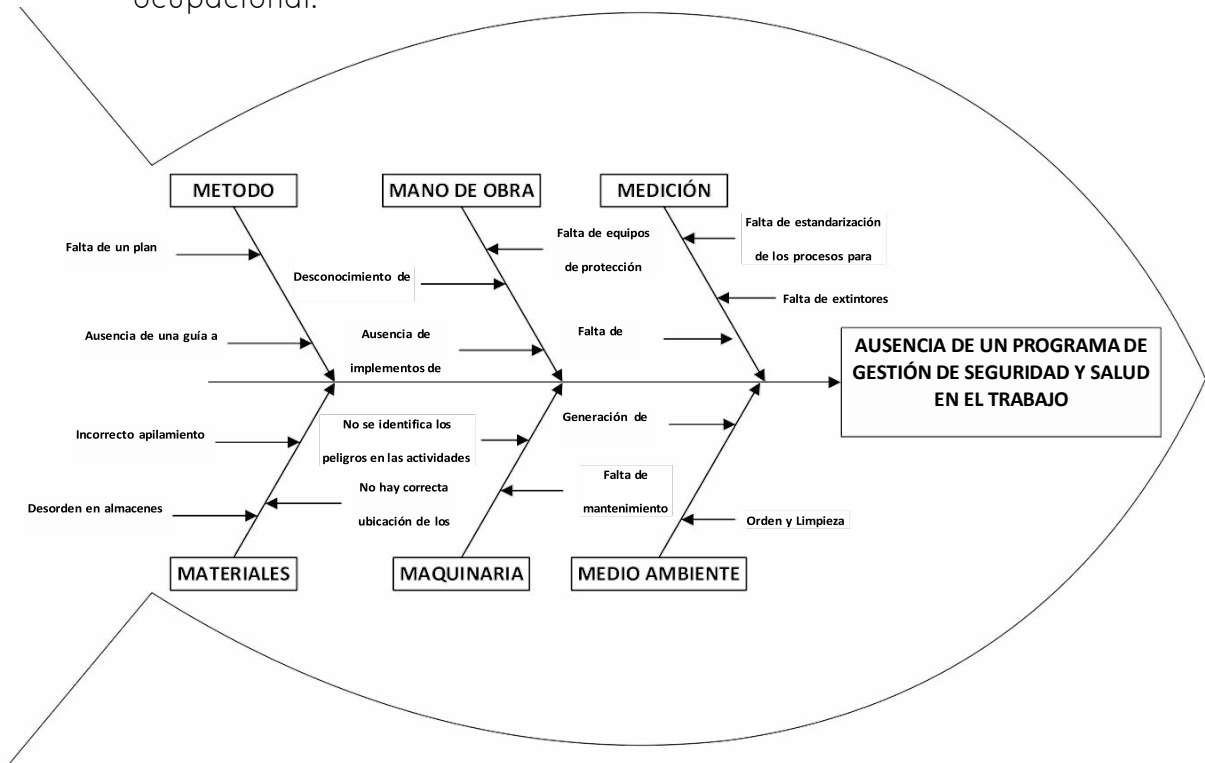 ocupacional.
METODO
MANO DE OBRA
MEDICIÓN
Falta de un plan
Ausencia de una guía a
Desconocimiento de
Ausencia de
implementos de
Falta de equipos
de protección
Falta de estandarización
de los procesos para
Falta de extintores
Falta de
AUSENCIA DE UN PROGRAMA DE
GESTIÓN DE SEGURIDAD Y SALUD
EN EL TRABAJO
Incorrecto apilamiento
Desorden en almacenes
No hay correcta
ubicación de los
No se identifica los
peligros en las actividades
Falta de
mantenimiento
Generación de
Orden y Limpieza
MATERIALES
MAQUINARIA
MEDIO AMBIENTE